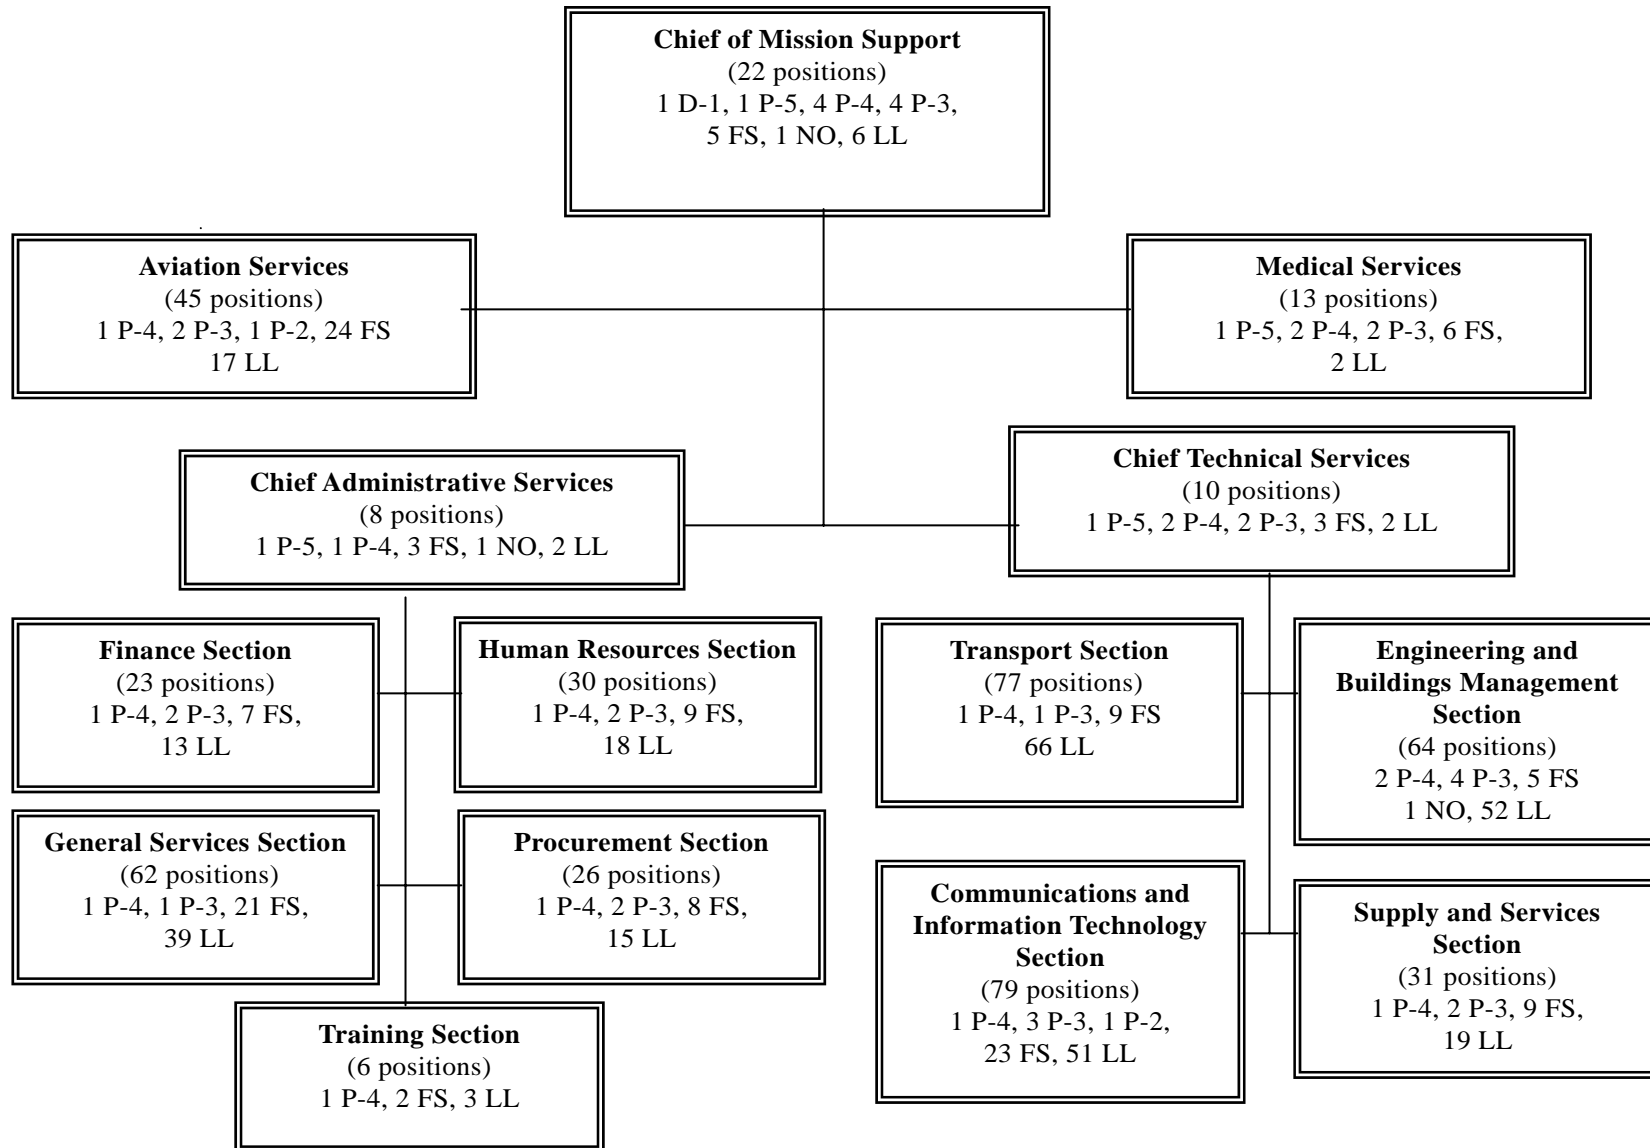 Chief of Mission Support
(22 positions)
1 D-1, 1 P-5, 4 P-4, 4 P-3,
5 FS, 1 NO, 6 LL
Aviation Services
(45 positions)
1 P-4, 2 P-3, 1 P-2, 24 FS
17 LL
Medical Services
(13 positions)
1 P-5, 2 P-4, 2 P-3, 6 FS,
2 LL
Chief Administrative Services
(8 positions)
1 P-5, 1 P-4, 3 FS, 1 NO, 2 LL
Chief Technical Services
(10 positions)
1 P-5, 2 P-4, 2 P-3, 3 FS, 2 LL
Finance Section
(23 positions)
1 P-4, 2 P-3, 7 FS,
13 LL
Human Resources Section
(30 positions)
1 P-4, 2 P-3, 9 FS,
18 LL
Transport Section
(77 positions)
1 P-4, 1 P-3, 9 FS
66 LL
Engineering and
Buildings Management
Section
(64 positions)
2 P-4, 4 P-3, 5 FS
1 NO, 52 LL
General Services Section
(62 positions)
1 P-4, 1 P-3, 21 FS,
39 LL
Procurement Section
(26 positions)
1 P-4, 2 P-3, 8 FS,
15 LL
Communications and
Information Technology
Section
(79 positions)
1 P-4, 3 P-3, 1 P-2,
23 FS, 51 LL
Supply and Services
Section
(31 positions)
1 P-4, 2 P-3, 9 FS,
19 LL
Training Section
(6 positions)
1 P-4, 2 FS, 3 LL